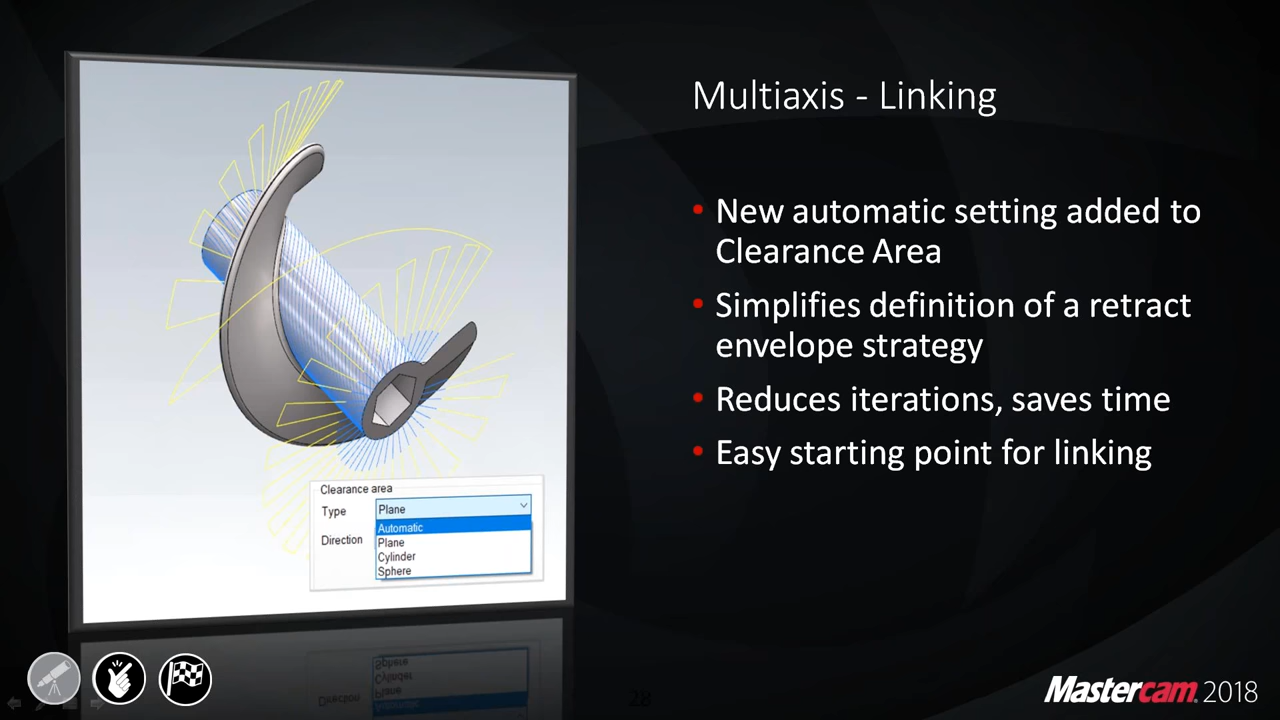 Multiaxis - Linking
• New automatic setting added to
Clearance Area
• Simplifies definition of a retract
envelope strategy
• Reduces iterations, saves time
• Easy starting point for linking
Clearance area
Type Plane
Automatic
Direction Plane
Cylinder
Sphere
28
Mastercam. 2018